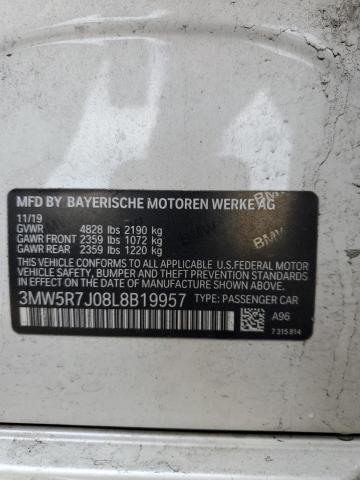 MFD BY BAYERISCHE MOTOREN WERKE AG
11/19
GVWR 4828 lbs 2190 kg
GAWR FRONT 2359 lbs 1072 kg
GAWR REAR 2359 lbs 1220 kg
THIS VEHICLE CONFORMS TO ALL APPLICABLE U.S. FEDERAL MOTOR
VEHICLE SAFETY, BUMPER AND THEFT PREVENTION STANDARDS
IN EFFECT ON THE DATE OF MANUFACTURE SHOWN ABOVE.
3MW5R7J08L8B19957 TYPE: PASSENGER CAR
A96
7 315 814
BMW
BMW
BMW